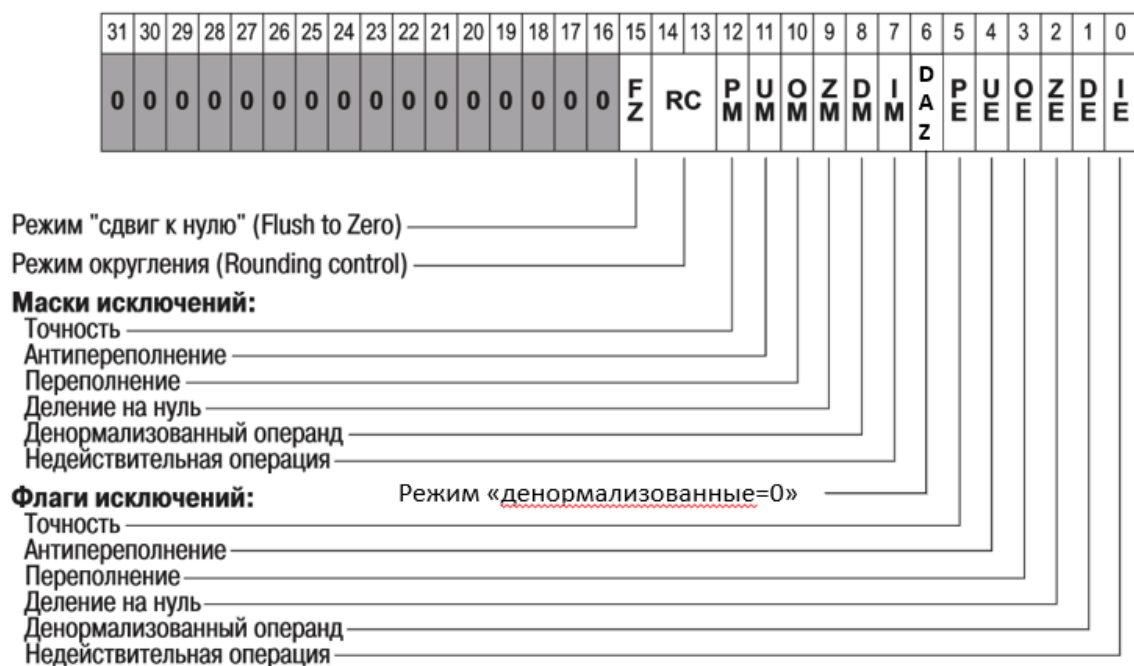 31 30 29 28 27 26 25 24 23 22 21 20 19 18 17 16 15 14 13 12 11 10 9 8 7 6 5 4 3 2 1 0
0 0 0 0 0 0 0 0 0 0 0 0 0 0 0 0 FZ RC PM UM OM ZM DM IM DAZ PE UE OE ZE DE IE
Режим "сдвиг к нулю" (Flush to Zero)
Режим округления (Rounding control)
Маски исключений:
Точность
Антипереполнение
Переполнение
Деление на нуль
Денормализованный операнд
Недействительная операция
Флаги исключений:
Режим «денормализованные=0»
Точность
Антипереполнение
Переполнение
Деление на нуль
Денормализованный операнд
Недействительная операция